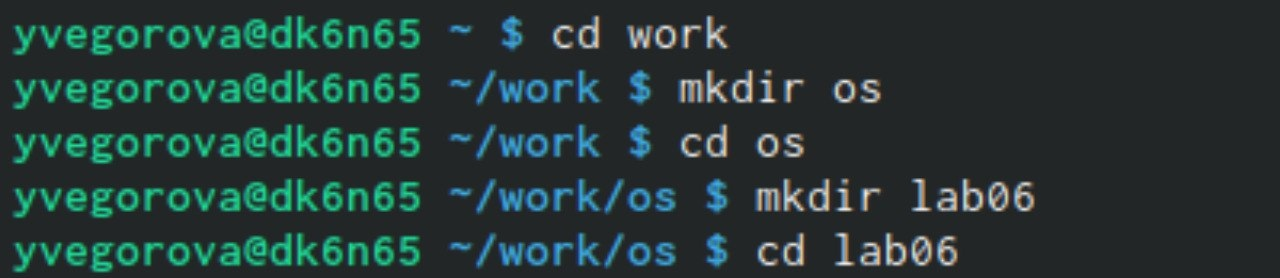 yvegorova@dk6n65 ~ $ cd work
yvegorova@dk6n65 ~/work $ mkdir os
yvegorova@dk6n65 ~/work $ cd os
yvegorova@dk6n65 ~/work/os $ mkdir lab06
yvegorova@dk6n65 ~/work/os $ cd lab06